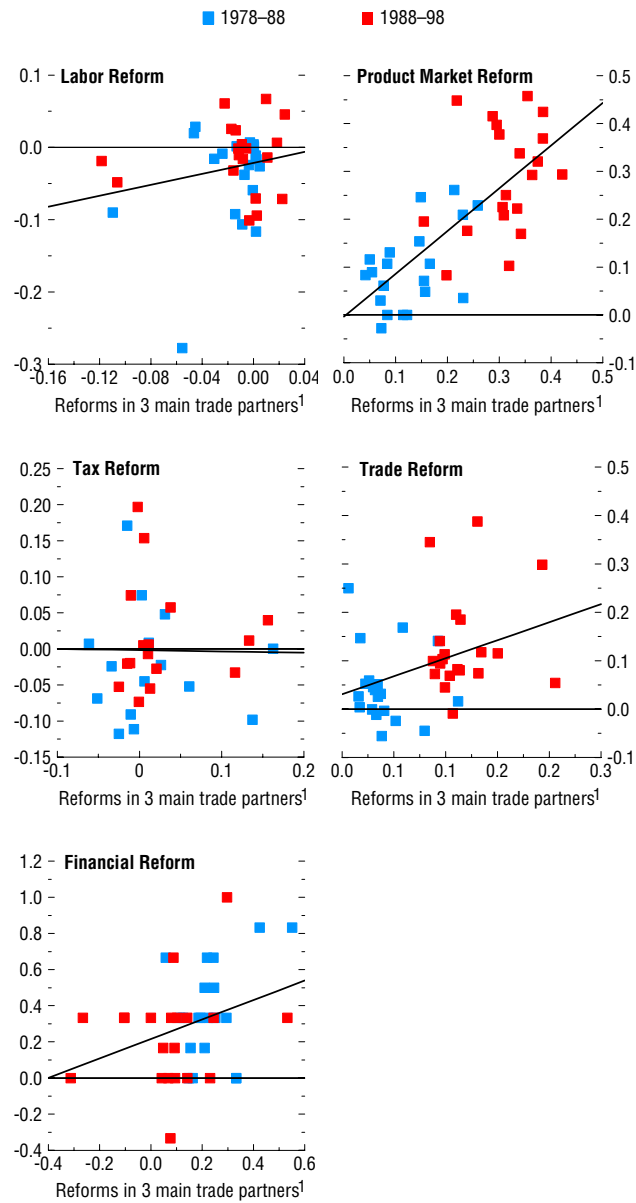 1978–88 1988–98
Labor Reform
0.1
0.0
-0.1
-0.2
-0.3
-0.16 -0.12 -0.08 -0.04 0.00 0.04
Reforms in 3 main trade partners1
Product Market Reform
0.5
0.4
0.3
0.2
0.1
0.0
-0.1
0.0 0.1 0.2 0.3 0.4 0.5
Reforms in 3 main trade partners1
Tax Reform
0.25
0.20
0.15
0.10
0.05
0.00
-0.05
-0.10
-0.15
-0.1 0 0.1 0.2
Reforms in 3 main trade partners1
Trade Reform
0.5
0.4
0.3
0.2
0.1
0.0
-0.1
0.0 0.1 0.1 0.2 0.2 0.3
Reforms in 3 main trade partners1
Financial Reform
1.2
1.0
0.8
0.6
0.4
0.2
0.0
-0.2
-0.4
-0.4 -0.2 0.0 0.2 0.4 0.6
Reforms in 3 main trade partners1